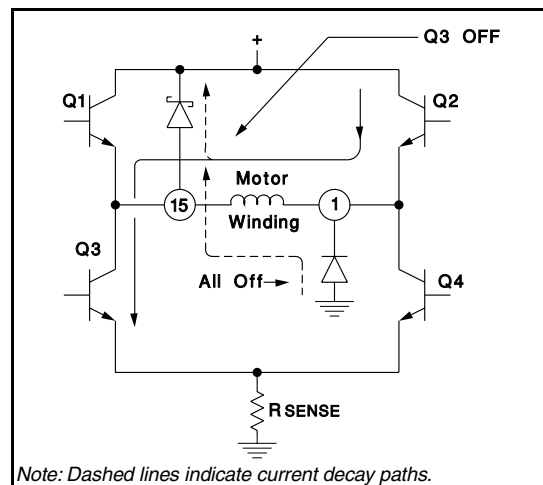 +
Q3 OFF
Q1
Q2
Motor
15
1
Winding
Q3
All Off
Q4
RSENSE
Note: Dashed lines indicate current decay paths.